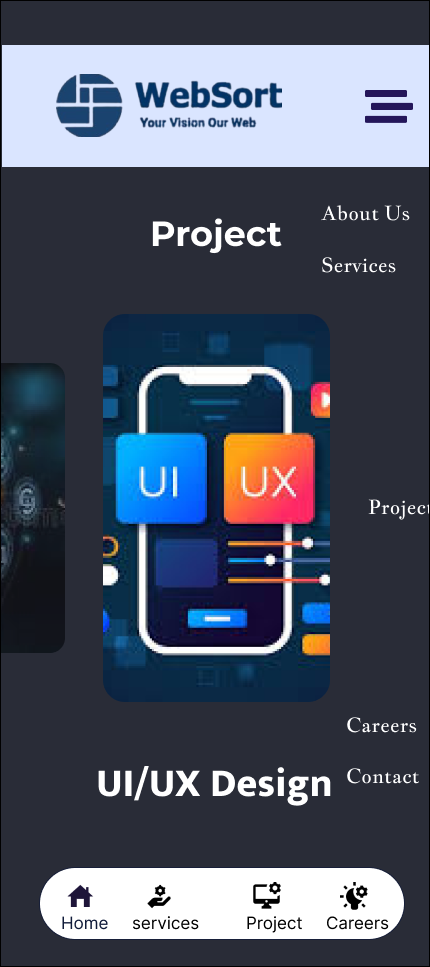 WebSort
Your Vision Our Web
About Us
Project
Services
UI UX
Project
Careers
UI/UX Design
Contact
Home services Project Careers